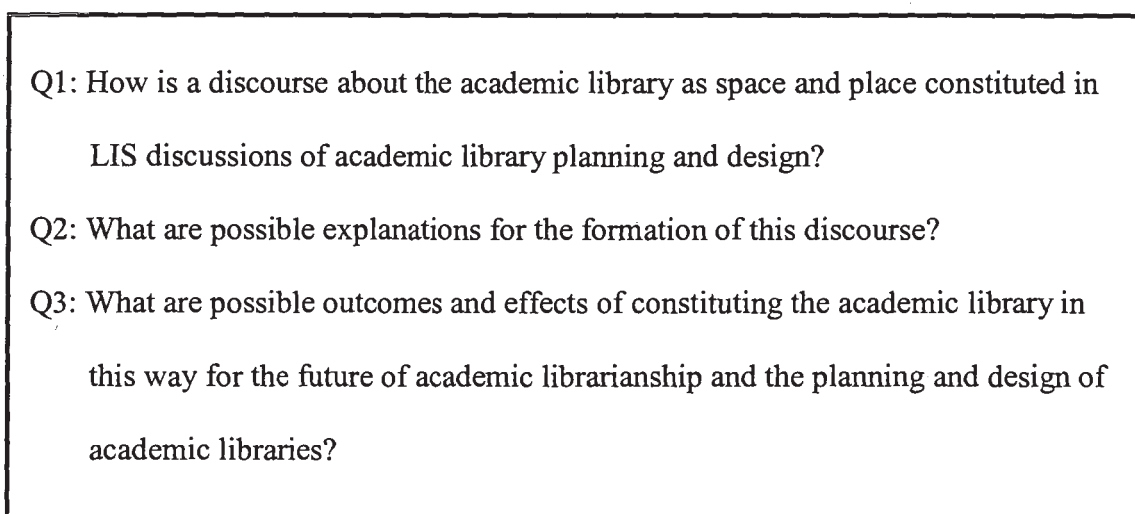 Q1: How is a discourse about the academic library as space and place constituted in
LIS discussions of academic library planning and design?
Q2: What are possible explanations for the formation of this discourse?
Q3: What are possible outcomes and effects of constituting the academic library in
this way for the future of academic librarianship and the planning and design of
academic libraries?